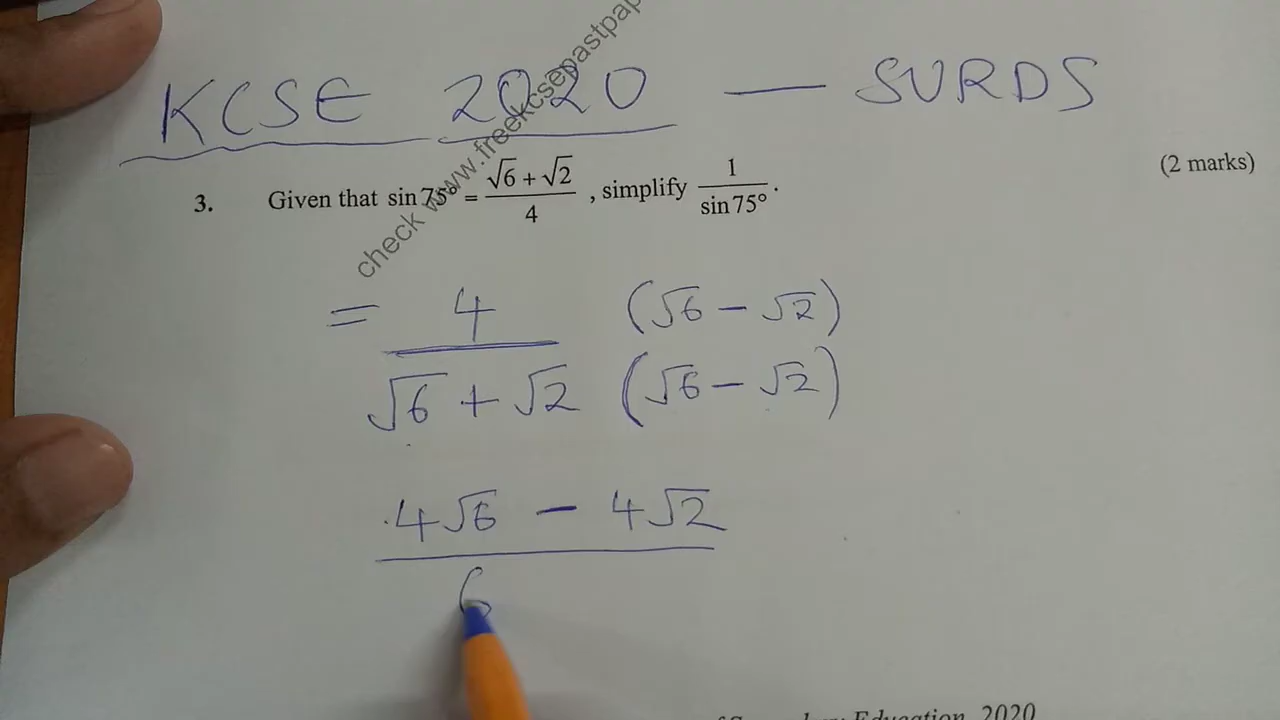 KCSE 2020 — SURDS
check www.freekcsepastpap
(2 marks)
3. Given that sin 75° = (√6 + √2)/4 , simplify 1/sin 75° .
= 4 (√6 − √2)
√6 + √2 (√6 − √2)
4√6 − 4√2
6
Education, 2020